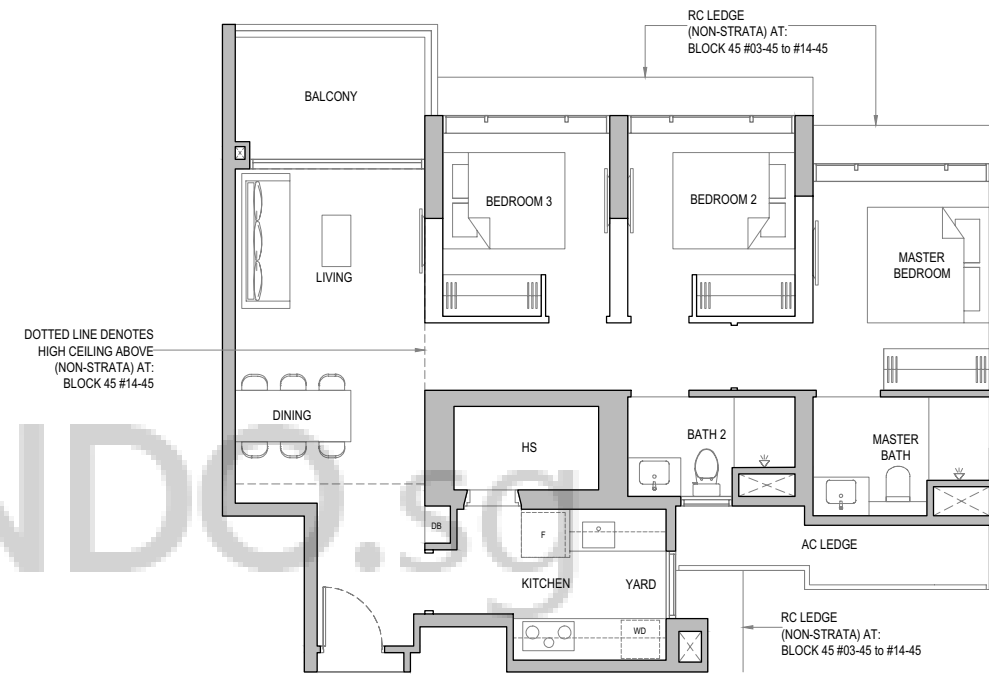 RC LEDGE
(NON-STRATA) AT:
BLOCK 45 #03-45 to #14-45
BALCONY
BEDROOM 3
BEDROOM 2
MASTER
BEDROOM
LIVING
DOTTED LINE DENOTES
HIGH CEILING ABOVE
(NON-STRATA) AT:
BLOCK 45 #14-45
DINING
HS
BATH 2
MASTER
BATH
DB
F
AC LEDGE
KITCHEN
YARD
WD
RC LEDGE
(NON-STRATA) AT:
BLOCK 45 #03-45 to #14-45
NDO.sg